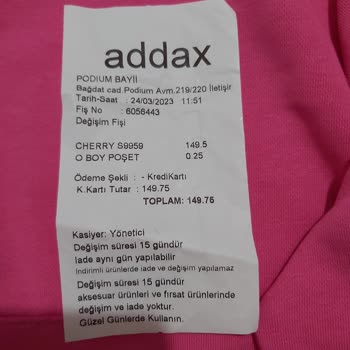 addax
PODIUM BAYİİ
Bağdat cad.Podium Avm.219/220 İletişir
Tarih-Saat : 24/03/2023 11:51
Fiş No : 6056443
Değişim Fişi
CHERRY S9959 149.5
O BOY POŞET 0.25
Ödeme Şekli : - KrediKartı
K.Kartı Tutar : 149.75
TOPLAM: 149.75
Kasiyer: Yönetici
Değişim süresi 15 gündür
İade aynı gün yapılabilir
İndirimli ürünlerde iade ve değişim yapılamaz
Değişim süresi 15 gündür
aksesuar ürünleri ve fırsat ürünlerinde
değişim ve iade yoktur.
Güzel Günlerde Kullanın.